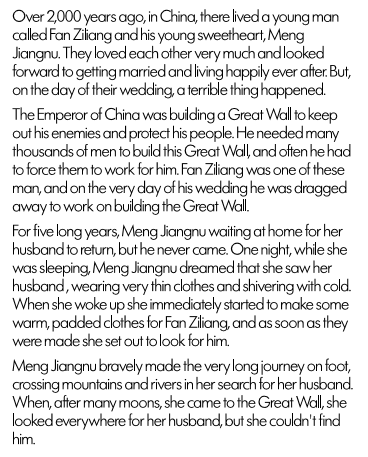 Over 2,000 years ago, in China, there lived a young man
called Fan Ziliang and his young sweetheart, Meng
Jiangnu. They loved each other very much and looked
forward to getting married and living happily ever after. But,
on the day of their wedding, a terrible thing happened.
The Emperor of China was building a Great Wall to keep
out his enemies and protect his people. He needed many
thousands of men to build this Great Wall, and often he had
to force them to work for him. Fan Ziliang was one of these
man, and on the very day of his wedding he was dragged
away to work on building the Great Wall.
For five long years, Meng Jiangnu waiting at home for her
husband to return, but he never came. One night, while she
was sleeping, Meng Jiangnu dreamed that she saw her
husband, wearing very thin clothes and shivering with cold.
When she woke up she immediately started to make some
warm, padded clothes for Fan Ziliang, and as soon as they
were made she set out to look for him.
Meng Jiangnu bravely made the very long journey on foot,
crossing mountains and rivers in her search for her husband.
When, after many moons, she came to the Great Wall, she
looked everywhere for her husband, but she couldn't find
him.